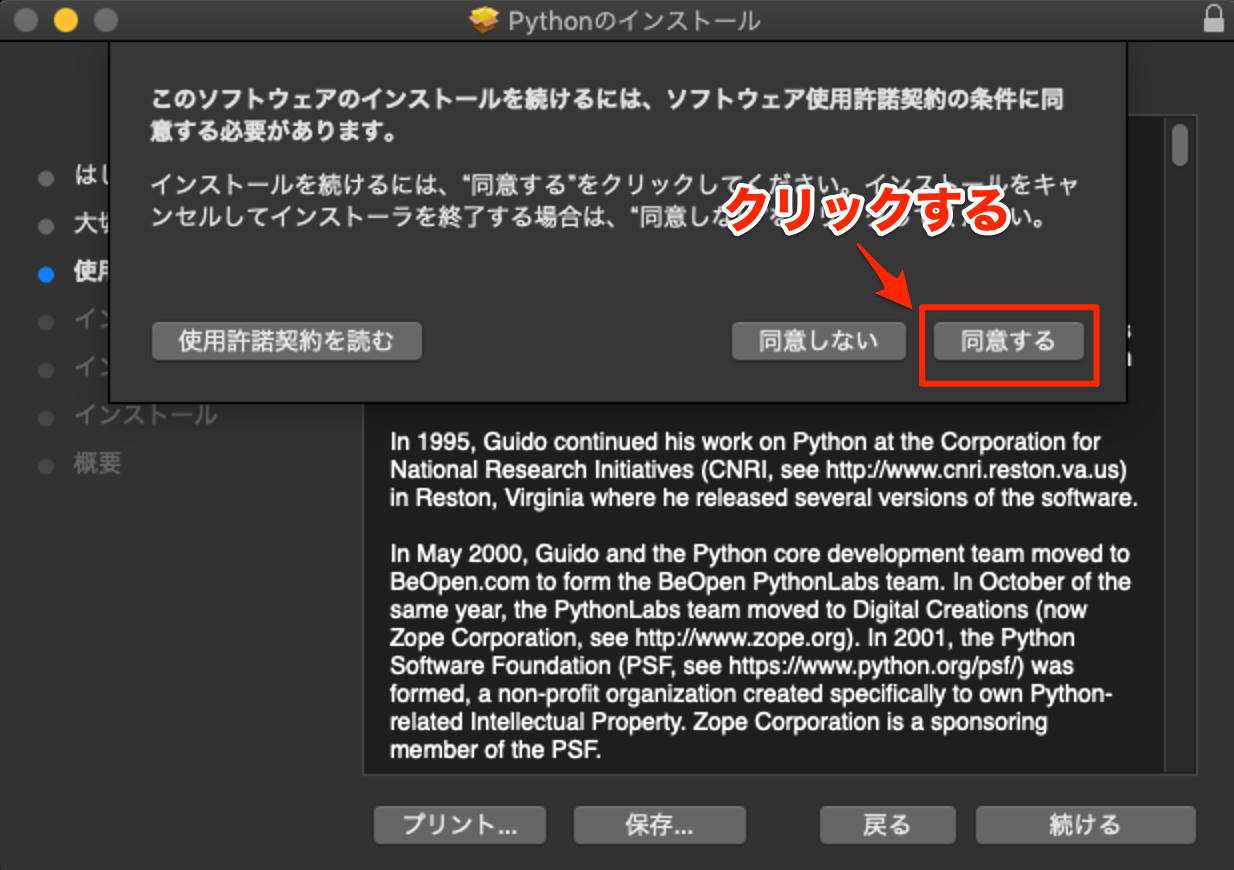 Pythonのインストール
このソフトウェアのインストールを続けるには、ソフトウェア使用許諾契約の条件に同
意する必要があります。
インストールを続けるには、“同意する”をクリックしてください。インストールをキャ
ンセルしてインストーラを終了する場合は、“同意しな
い。
クリックする
使用許諾契約を読む
同意しない
同意する
はし
大切
使用
イン
イン
インストール
概要
In 1995, Guido continued his work on Python at the Corporation for
National Research Initiatives (CNRI, see http://www.cnri.reston.va.us)
in Reston, Virginia where he released several versions of the software.
In May 2000, Guido and the Python core development team moved to
BeOpen.com to form the BeOpen PythonLabs team. In October of the
same year, the PythonLabs team moved to Digital Creations (now
Zope Corporation, see http://www.zope.org). In 2001, the Python
Software Foundation (PSF, see https://www.python.org/psf/) was
formed, a non-profit organization created specifically to own Python-
related Intellectual Property. Zope Corporation is a sponsoring
member of the PSF.
プリント...
保存...
戻る
続ける